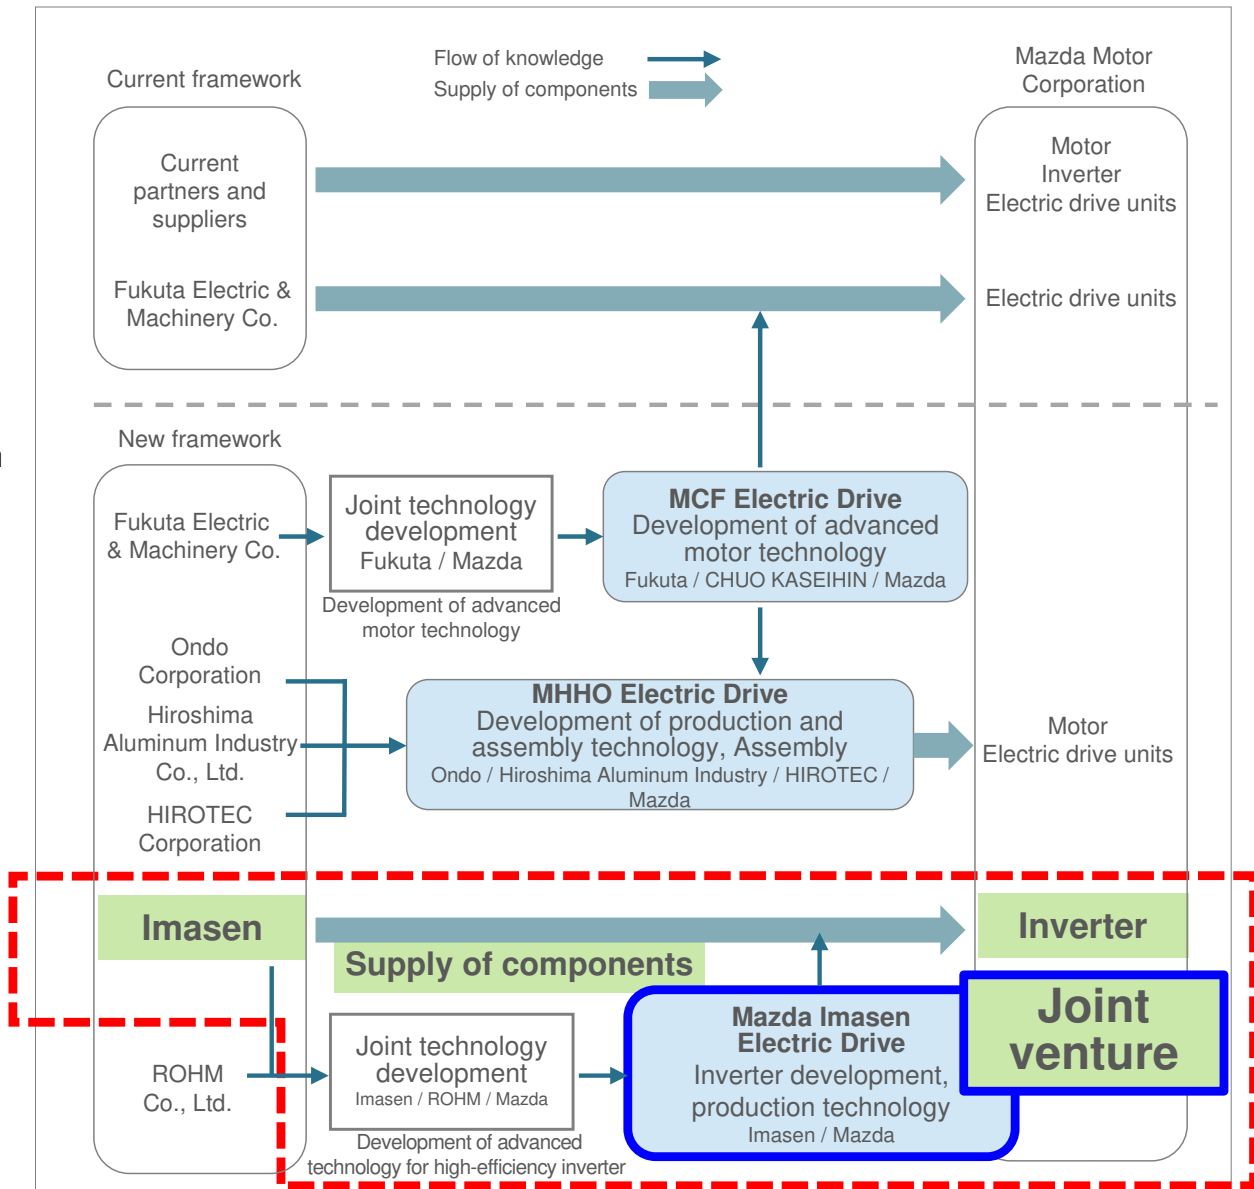 Flow of knowledge
Supply of components
Current framework
Mazda Motor
Corporation
Current
partners and
suppliers
Motor
Inverter
Electric drive units
Fukuta Electric &
Machinery Co.
Electric drive units
New framework
n
Fukuta Electric
& Machinery Co.
Joint technology
development
Fukuta / Mazda
Development of advanced
motor technology
MCF Electric Drive
Development of advanced
motor technology
Fukuta / CHUO KASEIHIN / Mazda
Ondo
Corporation
Hiroshima
Aluminum Industry
Co., Ltd.
HIROTEC
Corporation
MHHO Electric Drive
Development of production and
assembly technology, Assembly
Ondo / Hiroshima Aluminum Industry / HIROTEC /
Mazda
Motor
Electric drive units
Imasen
Supply of components
Inverter
Joint
venture
ROHM
Co., Ltd.
Joint technology
development
Imasen / ROHM / Mazda
Development of advanced
technology for high-efficiency inverter
Mazda Imasen
Electric Drive
Inverter development,
production technology
Imasen / Mazda